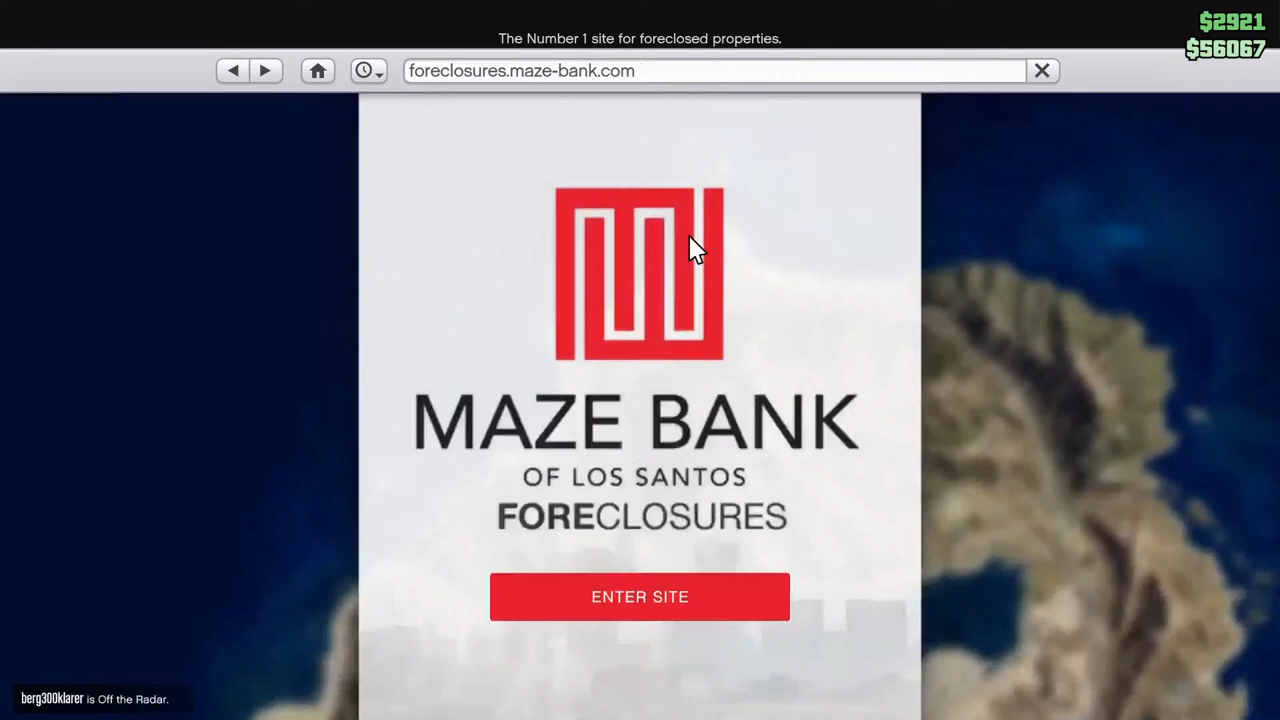 $2921
The Number 1 site for foreclosed properties.
$56067
foreclosures.maze-bank.com
MAZE BANK
OF LOS SANTOS
FORECLOSURES
ENTER SITE
berg300klarer is Off the Radar.